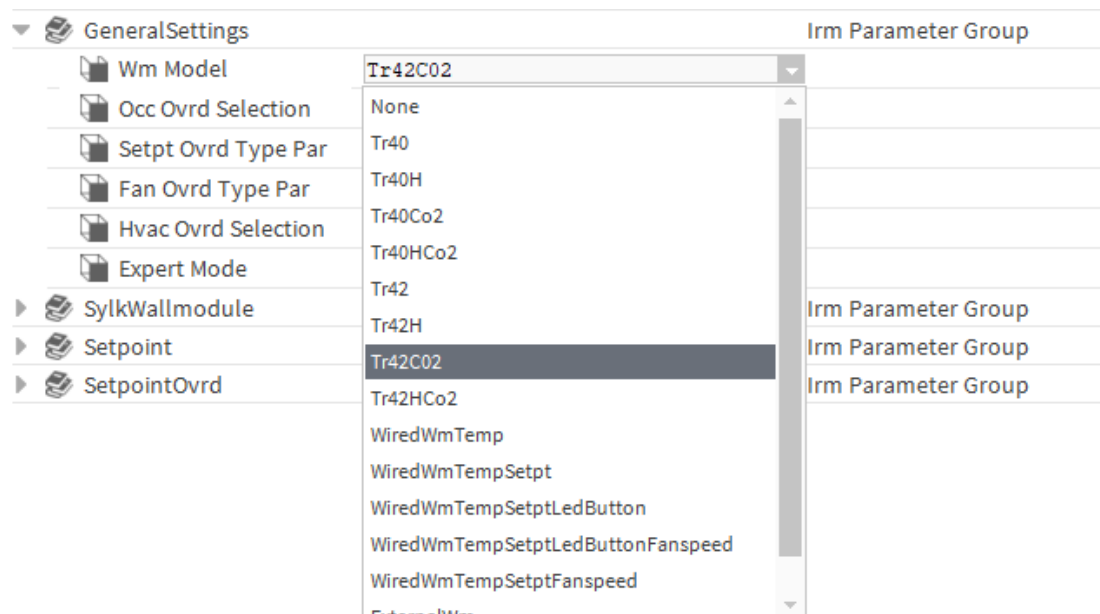 GeneralSettings Irm Parameter Group
Wm Model Tr42C02
Occ Ovrd Selection None
Setpt Ovrd Type Par Tr40
Fan Ovrd Type Par Tr40H
Hvac Ovrd Selection Tr40Co2
Expert Mode Tr40HCo2
SylkWallmodule Tr42 Irm Parameter Group
Setpoint Tr42H Irm Parameter Group
SetpointOvrd Tr42C02 Irm Parameter Group
Tr42HCo2
WiredWmTemp
WiredWmTempSetpt
WiredWmTempSetptLedButton
WiredWmTempSetptLedButtonFanspeed
WiredWmTempSetptFanspeed